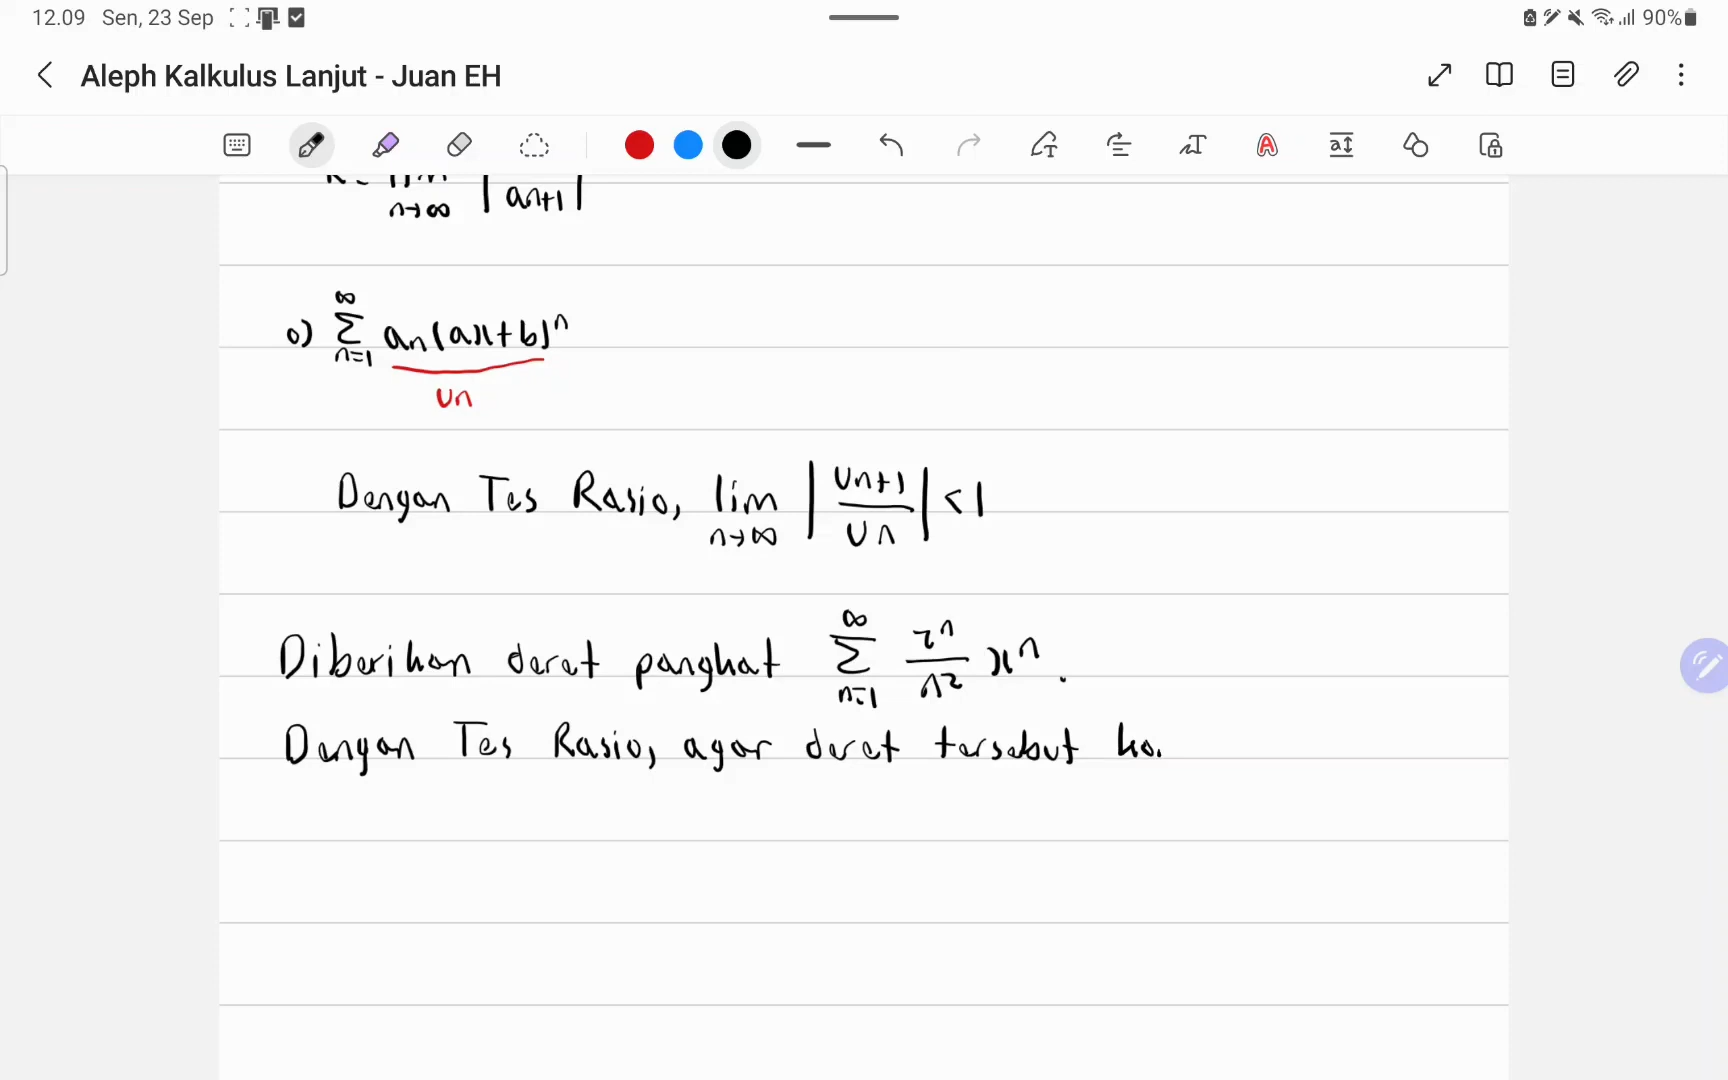 12.09 Sen, 23 Sep 90%
Aleph Kalkulus Lanjut - Juan EH
R = lim n→∞ | an+1 |
o) ∞ Σ n=1 an(ax+b)^n
Un
Dengan Tes Rasio, lim n→∞ | Un+1 / Un | < 1
Diberikan deret pangkat ∞ Σ n=1 2^n / n^2 x^n.
Dengan Tes Rasio, agar deret tersebut ko.